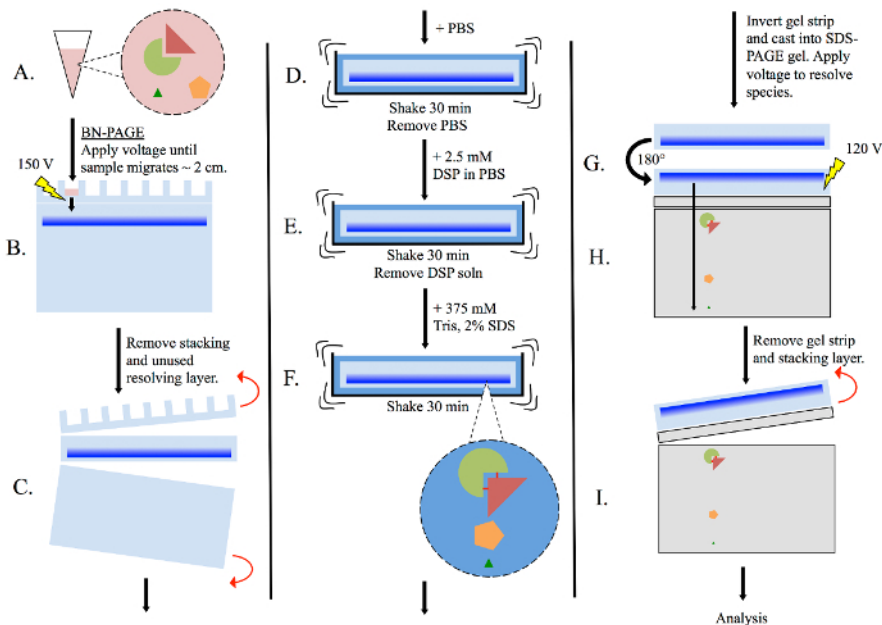 A.
BN-PAGE
Apply voltage until
sample migrates ~ 2 cm.
150 V
B.
Remove stacking
and unused
resolving layer.
C.
+ PBS
D.
Shake 30 min
Remove PBS
+ 2.5 mM
DSP in PBS
E.
Shake 30 min
Remove DSP soln
+ 375 mM
Tris, 2% SDS
F.
Shake 30 min
Invert gel strip
and cast into SDS-
PAGE gel. Apply
voltage to resolve
species.
G.
180°
120 V
H.
Remove gel strip
and stacking layer.
I.
Analysis